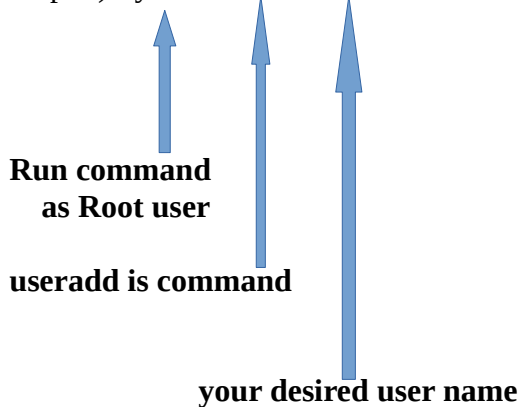 Run command
as Root user
useradd is command
your desired user name